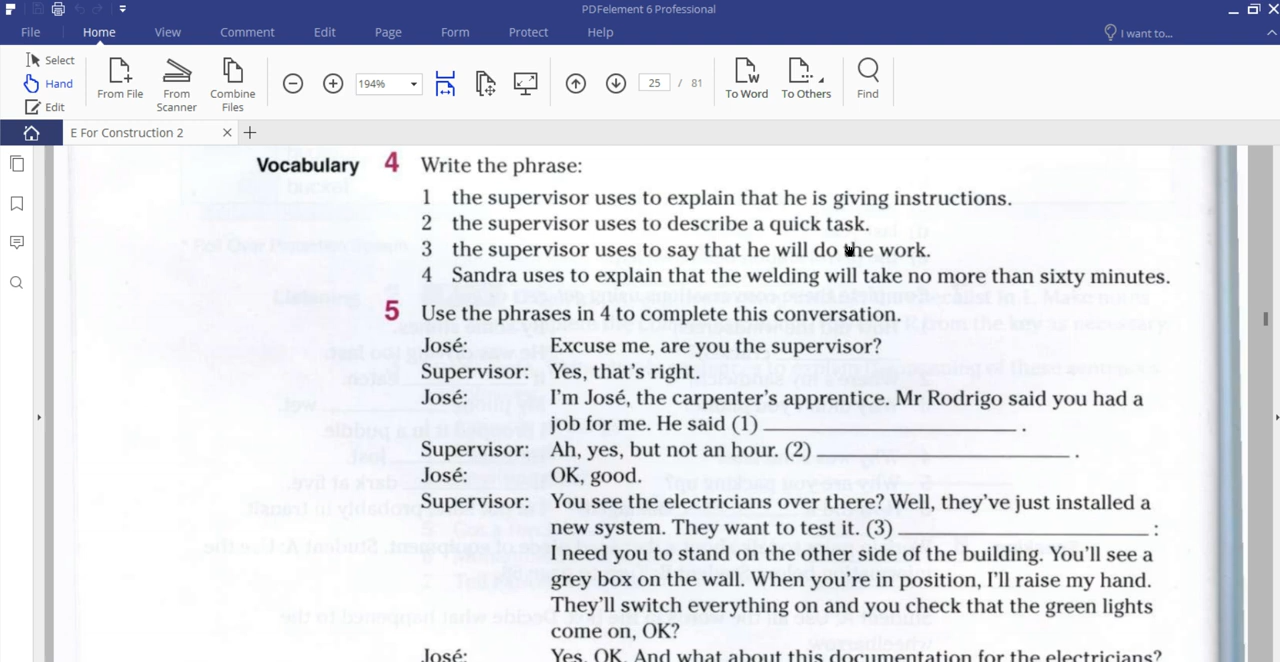 PDFelement 6 Professional
File Home View Comment Edit Page Form Protect Help I want to...
Select
Hand
Edit
From File
From Scanner
Combine Files
194%
25 / 81
To Word
To Others
Find
E For Construction 2
Vocabulary 4 Write the phrase:
1 the supervisor uses to explain that he is giving instructions.
2 the supervisor uses to describe a quick task.
3 the supervisor uses to say that he will do the work.
4 Sandra uses to explain that the welding will take no more than sixty minutes.
5 Use the phrases in 4 to complete this conversation.
José: Excuse me, are you the supervisor?
Supervisor: Yes, that's right.
José: I'm José, the carpenter's apprentice. Mr Rodrigo said you had a
job for me. He said (1) ____________ .
Supervisor: Ah, yes, but not an hour. (2) ____________ .
José: OK, good.
Supervisor: You see the electricians over there? Well, they've just installed a
new system. They want to test it. (3) ____________ :
I need you to stand on the other side of the building. You'll see a
grey box on the wall. When you're in position, I'll raise my hand.
They'll switch everything on and you check that the green lights
come on, OK?
José: Yes, OK. And what about this documentation for the electricians?